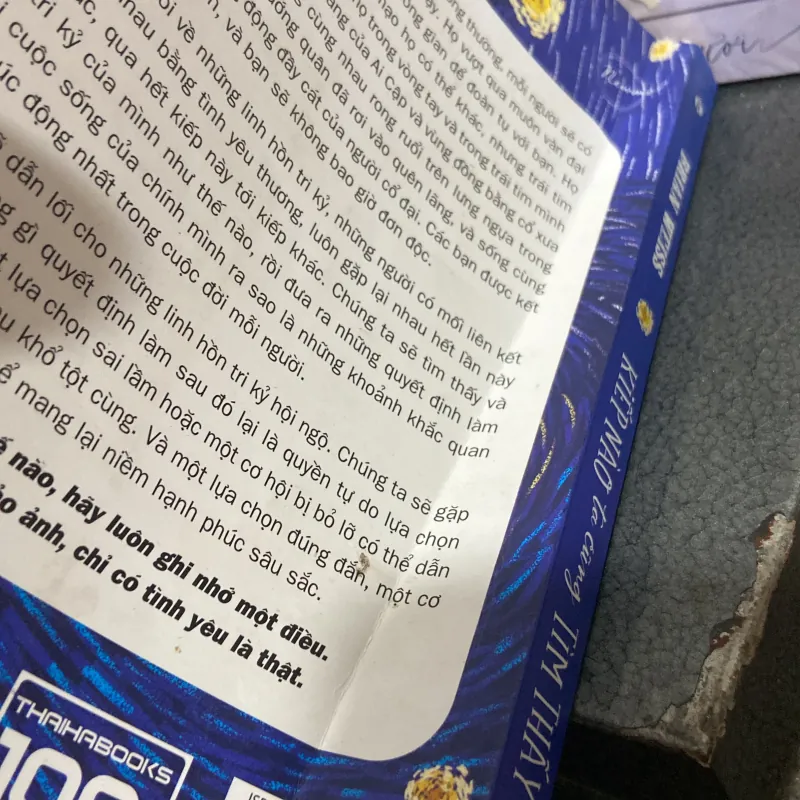 thường, mỗi người sẽ có
Họ vượt qua muôn vàn đại
gian để đoàn tụ với bạn. Họ
họ có thể khác, nhưng trái tim
trong vòng tay và trong trái tim mình
của Ai Cập và vùng đồng bằng cổ xưa
cùng nhau rong ruổi trên lưng ngựa trong
động đầy cát của người cổ đại. Các bạn được kết
quân đã rơi vào quên lãng, và sống cùng
và bạn sẽ không bao giờ đơn độc.
về những linh hồn tri kỷ, những người có mối liên kết
nhau bằng tình yêu thương, luôn gặp lại nhau hết lần này
qua hết kiếp này tới kiếp khác. Chúng ta sẽ tìm thấy và
tri kỷ của mình như thế nào, rồi đưa ra những quyết định làm
cuộc sống của chính mình ra sao là những khoảnh khắc quan
động nhất trong cuộc đời mỗi người.
dẫn lối cho những linh hồn tri kỷ hội ngộ. Chúng ta sẽ gặp
gì quyết định làm sau đó lại là quyền tự do lựa chọn
lựa chọn sai lầm hoặc một cơ hội bị bỏ lỡ có thể dẫn
khổ tột cùng. Và một lựa chọn đúng đắn, một cơ
mang lại niềm hạnh phúc sâu sắc.
nào, hãy luôn ghi nhớ một điều.
ảo ảnh, chỉ có tình yêu là thật.
THAIHABOOKS
BRIAN WEISS
KIẾP NÀO ta cũng TÌM THẤY